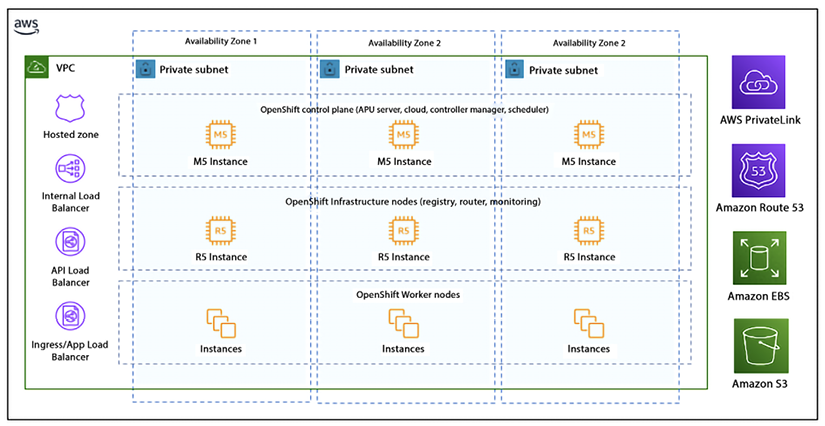 aws
Availability Zone 1
Availability Zone 2
Availability Zone 2
VPC
Private subnet
Private subnet
Private subnet
OpenShift control plane (APU server, cloud, controller manager, scheduler)
Hosted zone
M5
M5
M5
M5 Instance
M5 Instance
M5 Instance
Internal Load
Balancer
OpenShift Infrastructure nodes (registry, router, monitoring)
R5
R5
R5
R5 Instance
R5 Instance
R5 Instance
API Load
Balancer
OpenShift Worker nodes
Ingress/App Load
Balancer
Instances
Instances
Instances
AWS PrivateLink
53
Amazon Route 53
Amazon EBS
Amazon S3